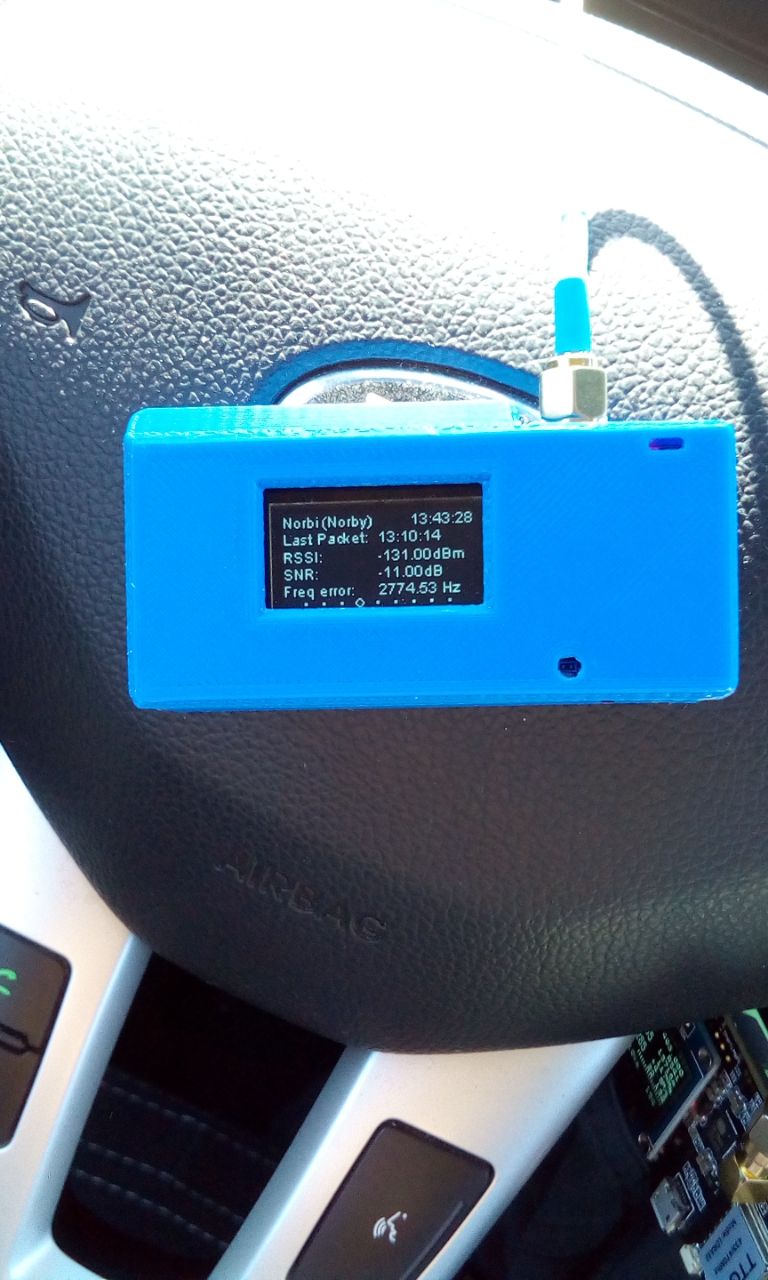 Norbi (Norby) 13:43:28
Last Packet: 13:10:14
RSSI: -131.00dBm
SNR: -11.00dB
Freq error: 2774.53 Hz
AIRBAG